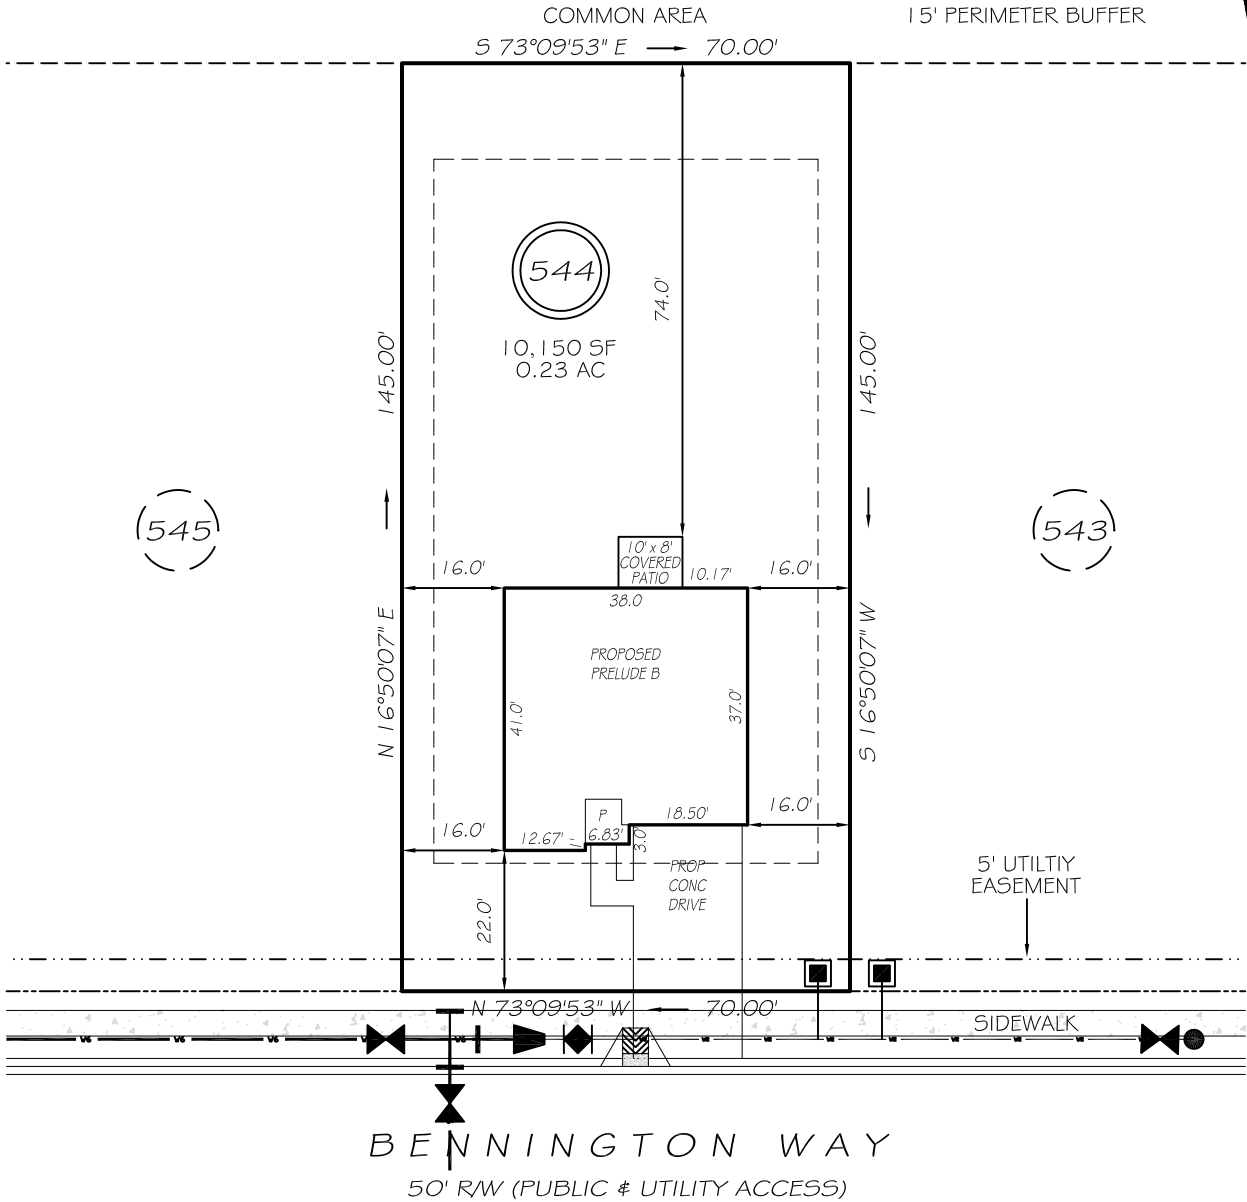 COMMON AREA
15' PERIMETER BUFFER
S 73°09'53" E
70.00'
544
10,150 SF
0.23 AC
74.0'
145.00'
145.00'
545
543
10' x 8'
COVERED
PATIO
10.17'
16.0'
16.0'
38.0
N 16°50'07" E
S 16°50'07" W
PROPOSED
PRELUDE B
41.0'
37.0'
P
6.83'
18.50'
16.0'
16.0'
12.67'
1'
3.0'
PROP
CONC
DRIVE
22.0'
5' UTILTIY
EASEMENT
N 73°09'53" W
70.00'
SIDEWALK
BENNINGTON WAY
50' R/W (PUBLIC & UTILITY ACCESS)